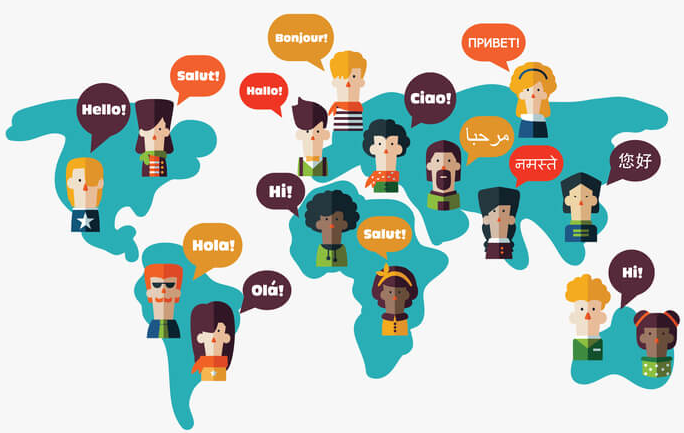 Bonjour!
ПРИВЕТ!
Salut!
Hallo!
Hello!
Ciao!
مرحبا
नमस्ते
您好
Hi!
Salut!
Hola!
Olá!
Hi!